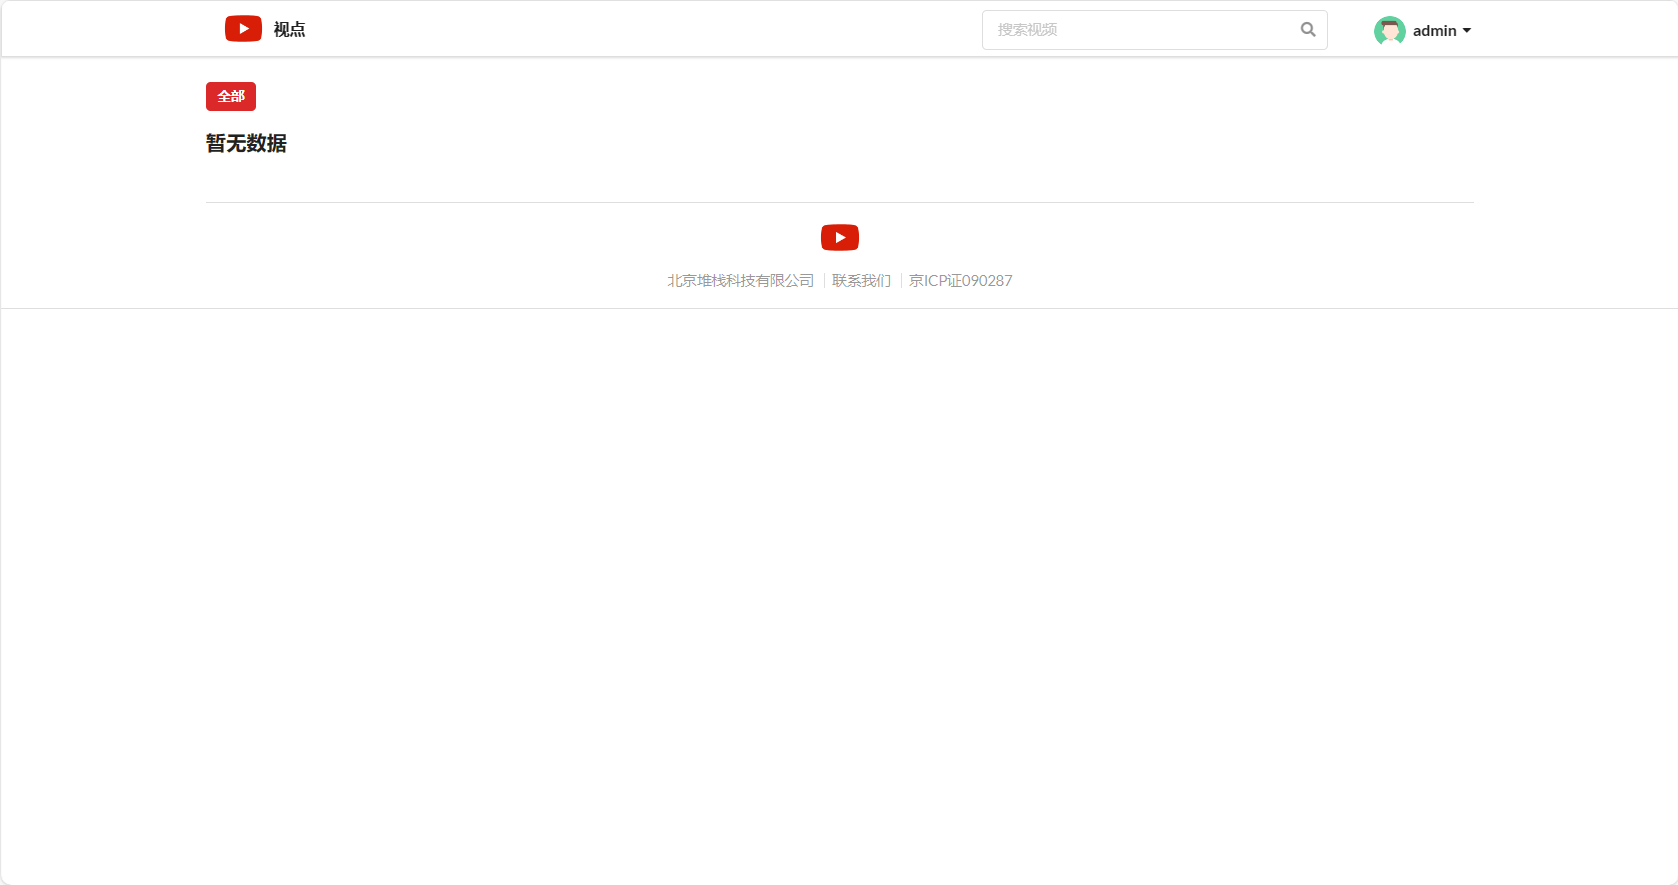 视点
搜索视频
admin
全部
暂无数据
北京堆栈科技有限公司 联系我们 京ICP证090287